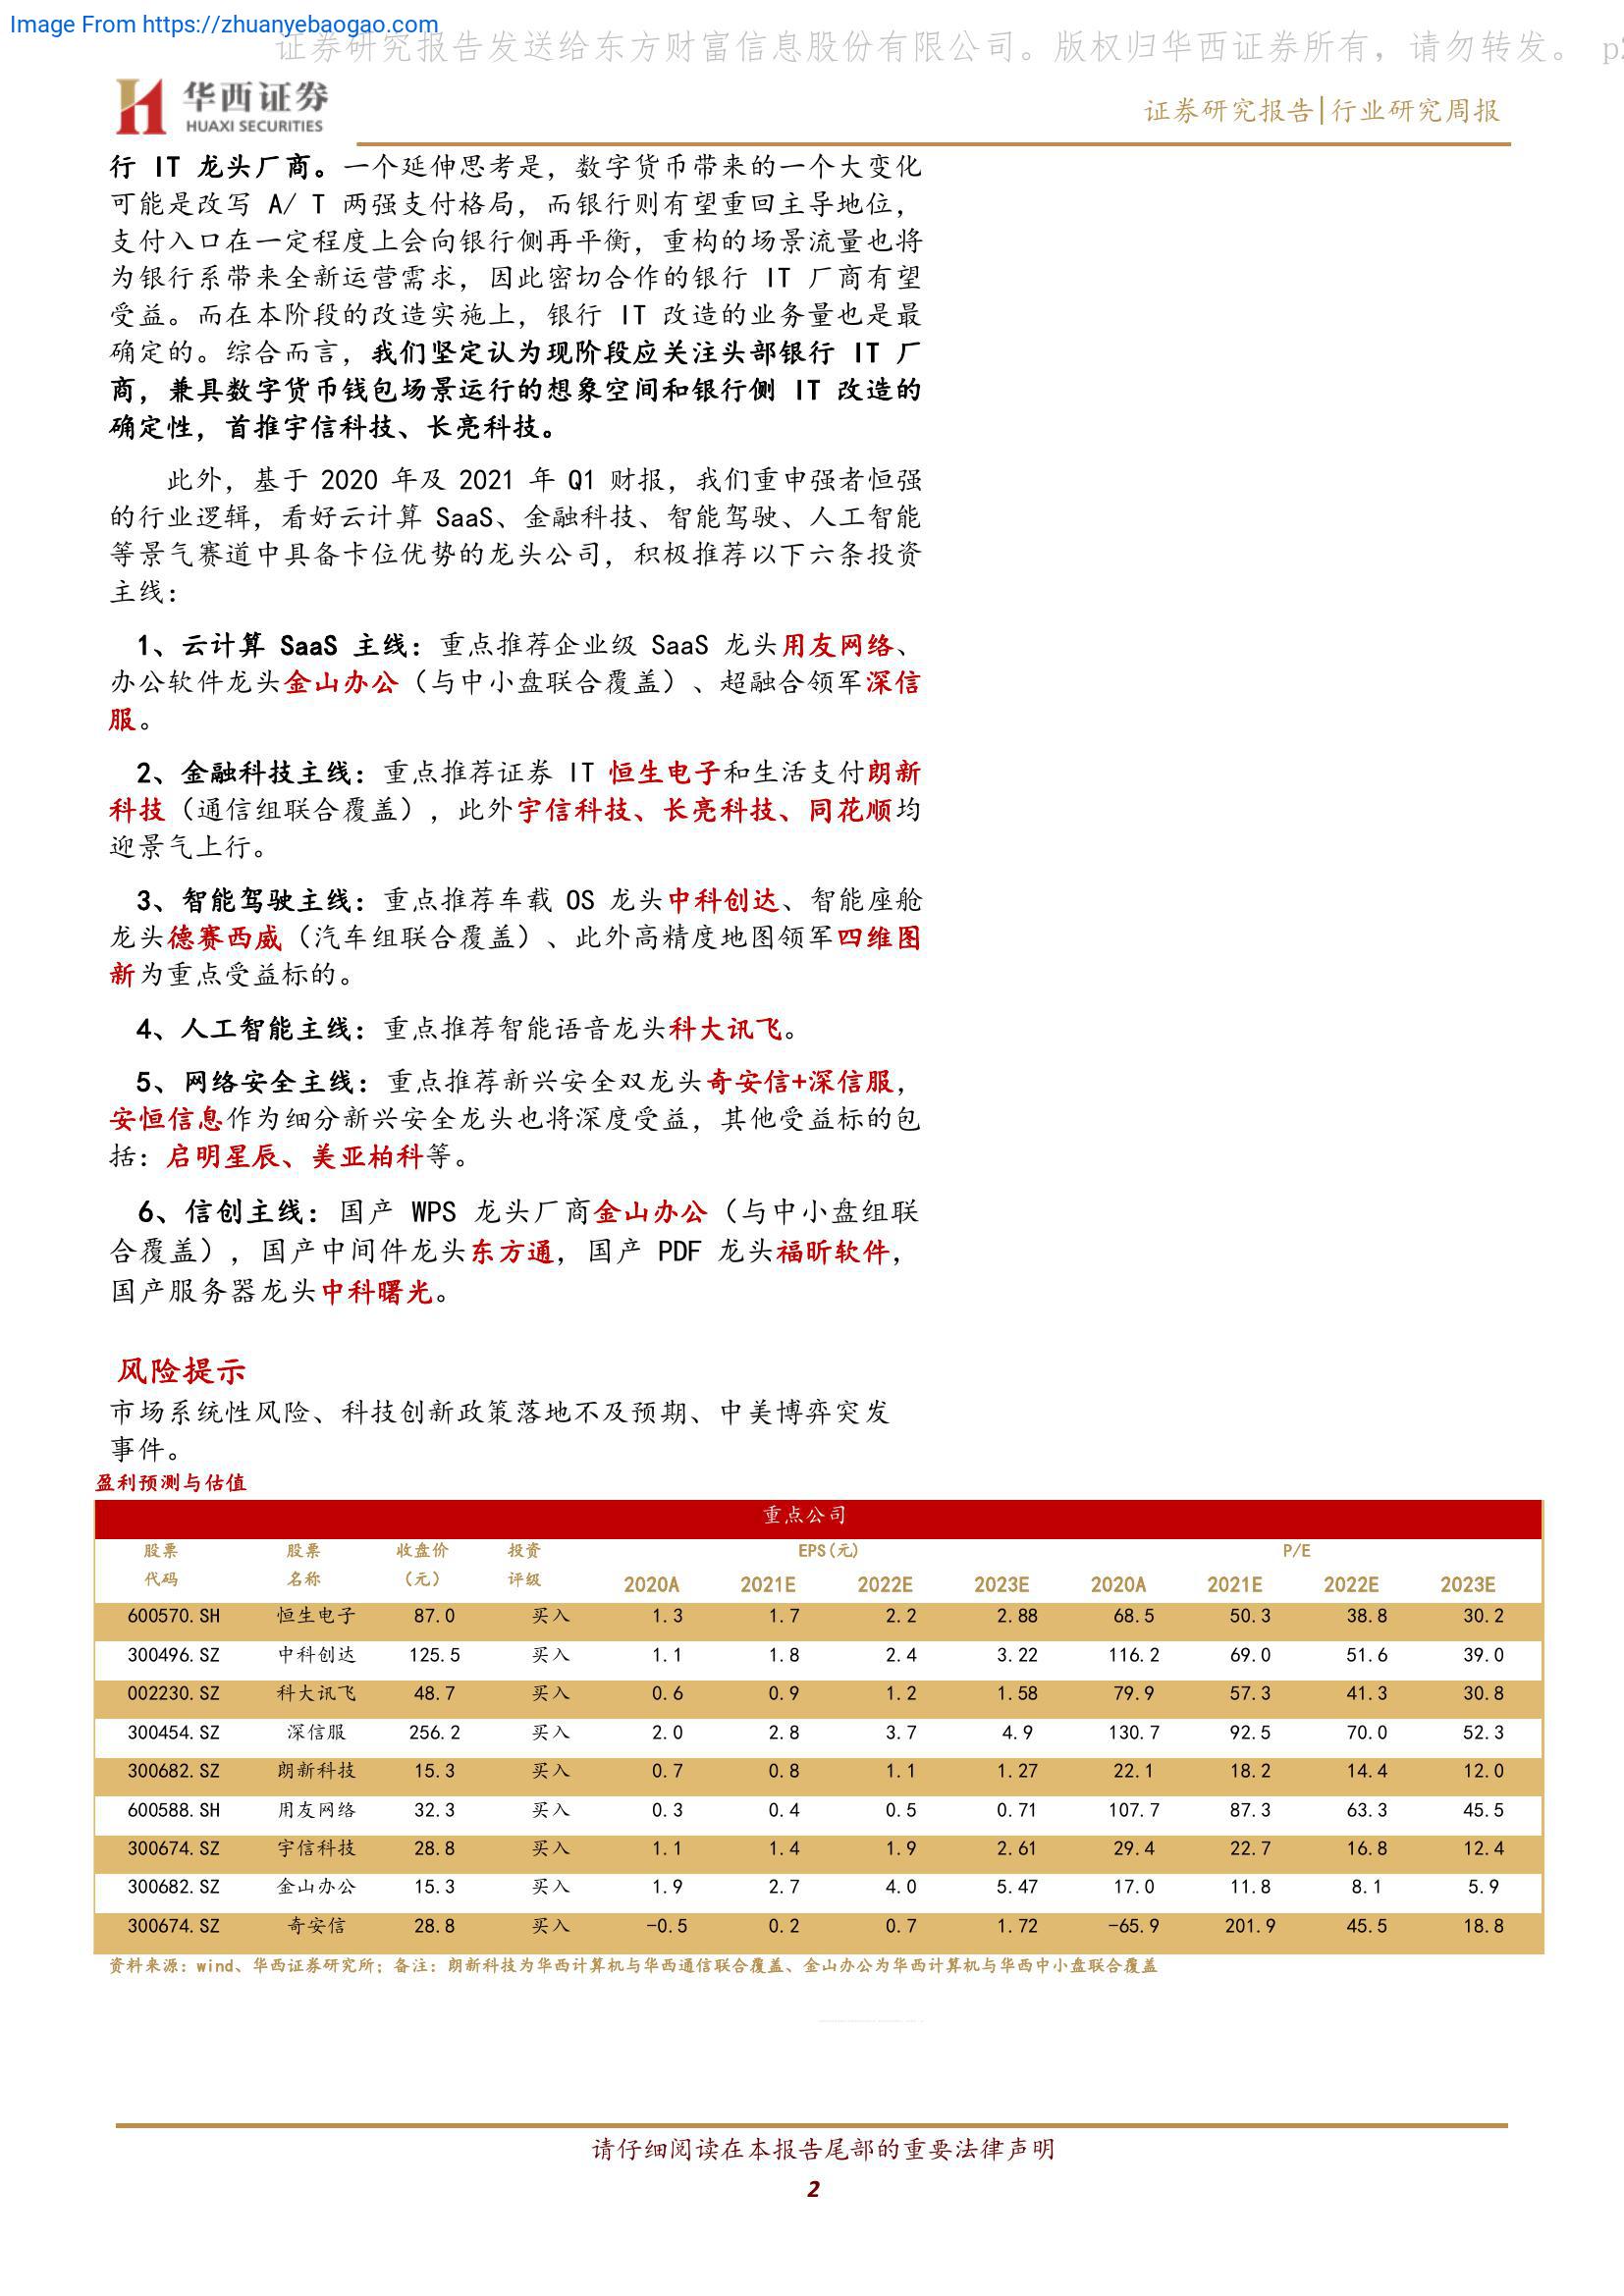 Image From https://zhuanyebaogao.com
证券研究报告发送给东方财富信息股份有限公司。版权归华西证券所有，请勿转发。 p2
华西证券
HUAXI SECURITIES
证券研究报告|行业研究周报
行 IT 龙头厂商。一个延伸思考是，数字货币带来的一个大变化
可能是改写 A/ T 两强支付格局，而银行则有望重回主导地位，
支付入口在一定程度上会向银行侧再平衡，重构的场景流量也将
为银行系带来全新运营需求，因此密切合作的银行 IT 厂商有望
受益。而在本阶段的改造实施上，银行 IT 改造的业务量也是最
确定的。综合而言，我们坚定认为现阶段应关注头部银行 IT 厂
商，兼具数字货币钱包场景运行的想象空间和银行侧 IT 改造的
确定性，首推宇信科技、长亮科技。
此外，基于 2020 年及 2021 年 Q1 财报，我们重申强者恒强
的行业逻辑，看好云计算 SaaS、金融科技、智能驾驶、人工智能
等景气赛道中具备卡位优势的龙头公司，积极推荐以下六条投资
主线：
1、云计算 SaaS 主线：重点推荐企业级 SaaS 龙头用友网络、
办公软件龙头金山办公（与中小盘联合覆盖）、超融合领军深信
服。
2、金融科技主线：重点推荐证券 IT 恒生电子和生活支付朗新
科技（通信组联合覆盖），此外宇信科技、长亮科技、同花顺均
迎景气上行。
3、智能驾驶主线：重点推荐车载 OS 龙头中科创达、智能座舱
龙头德赛西威（汽车组联合覆盖）、此外高精度地图领军四维图
新为重点受益标的。
4、人工智能主线：重点推荐智能语音龙头科大讯飞。
5、网络安全主线：重点推荐新兴安全双龙头奇安信+深信服，
安恒信息作为细分新兴安全龙头也将深度受益，其他受益标的包
括：启明星辰、美亚柏科等。
6、信创主线：国产 WPS 龙头厂商金山办公（与中小盘组联
合覆盖），国产中间件龙头东方通，国产 PDF 龙头福昕软件，
国产服务器龙头中科曙光。
风险提示
市场系统性风险、科技创新政策落地不及预期、中美博弈突发
事件。
盈利预测与估值
重点公司
股票 股票 收盘价 投资 EPS(元) P/E
代码 名称 （元） 评级 2020A 2021E 2022E 2023E 2020A 2021E 2022E 2023E
600570.SH 恒生电子 87.0 买入 1.3 1.7 2.2 2.88 68.5 50.3 38.8 30.2
300496.SZ 中科创达 125.5 买入 1.1 1.8 2.4 3.22 116.2 69.0 51.6 39.0
002230.SZ 科大讯飞 48.7 买入 0.6 0.9 1.2 1.58 79.9 57.3 41.3 30.8
300454.SZ 深信服 256.2 买入 2.0 2.8 3.7 4.9 130.7 92.5 70.0 52.3
300682.SZ 朗新科技 15.3 买入 0.7 0.8 1.1 1.27 22.1 18.2 14.4 12.0
600588.SH 用友网络 32.3 买入 0.3 0.4 0.5 0.71 107.7 87.3 63.3 45.5
300674.SZ 宇信科技 28.8 买入 1.1 1.4 1.9 2.61 29.4 22.7 16.8 12.4
300682.SZ 金山办公 15.3 买入 1.9 2.7 4.0 5.47 17.0 11.8 8.1 5.9
300674.SZ 奇安信 28.8 买入 -0.5 0.2 0.7 1.72 -65.9 201.9 45.5 18.8
资料来源：wind、华西证券研究所；备注：朗新科技为华西计算机与华西通信联合覆盖、金山办公为华西计算机与华西中小盘联合覆盖
请仔细阅读在本报告尾部的重要法律声明
2